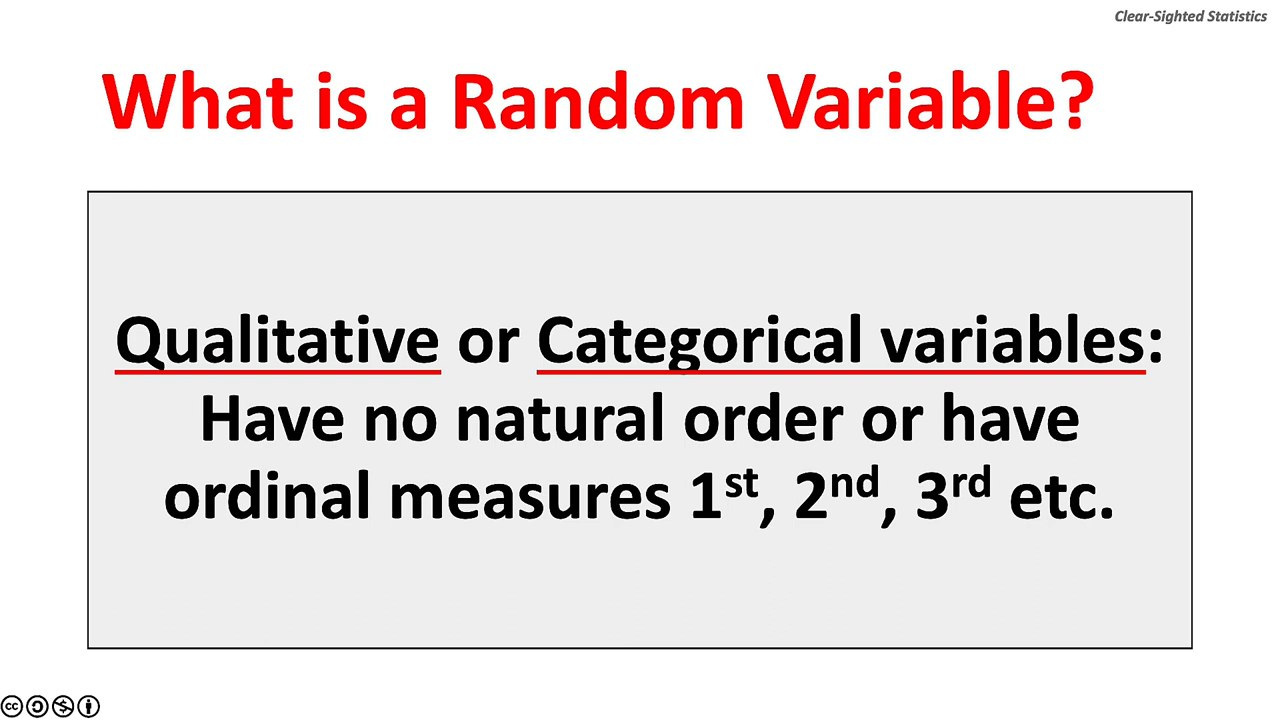 Clear-Sighted Statistics
What is a Random Variable?
Qualitative or Categorical variables:
Have no natural order or have
ordinal measures 1st, 2nd, 3rd etc.
cc